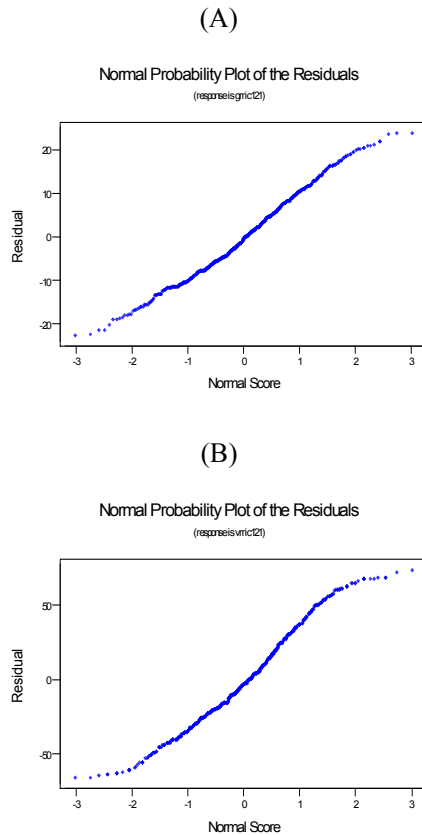 (A)
Normal Probability Plot of the Residuals
(response is grric121)
20
10
0
-10
-20
Residual
-3 -2 -1 0 1 2 3
Normal Score
(B)
Normal Probability Plot of the Residuals
(response is vrric121)
50
0
-50
Residual
-3 -2 -1 0 1 2 3
Normal Score